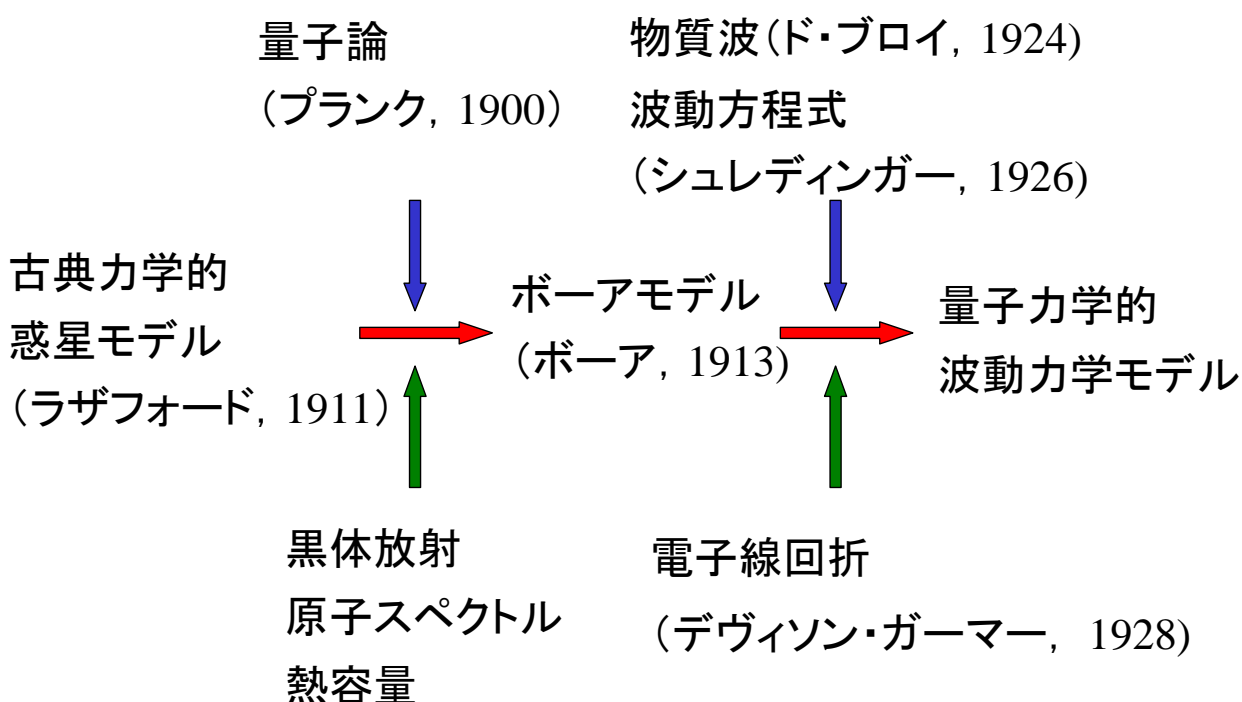 量子論
（プランク, 1900）
物質波(ド・ブロイ, 1924)
波動方程式
（シュレディンガー, 1926)
古典力学的
惑星モデル
（ラザフォード, 1911）
ボーアモデル
（ボーア, 1913)
量子力学的
波動力学モデル
黒体放射
原子スペクトル
熱容量
電子線回折
（デヴィソン・ガーマー, 1928)